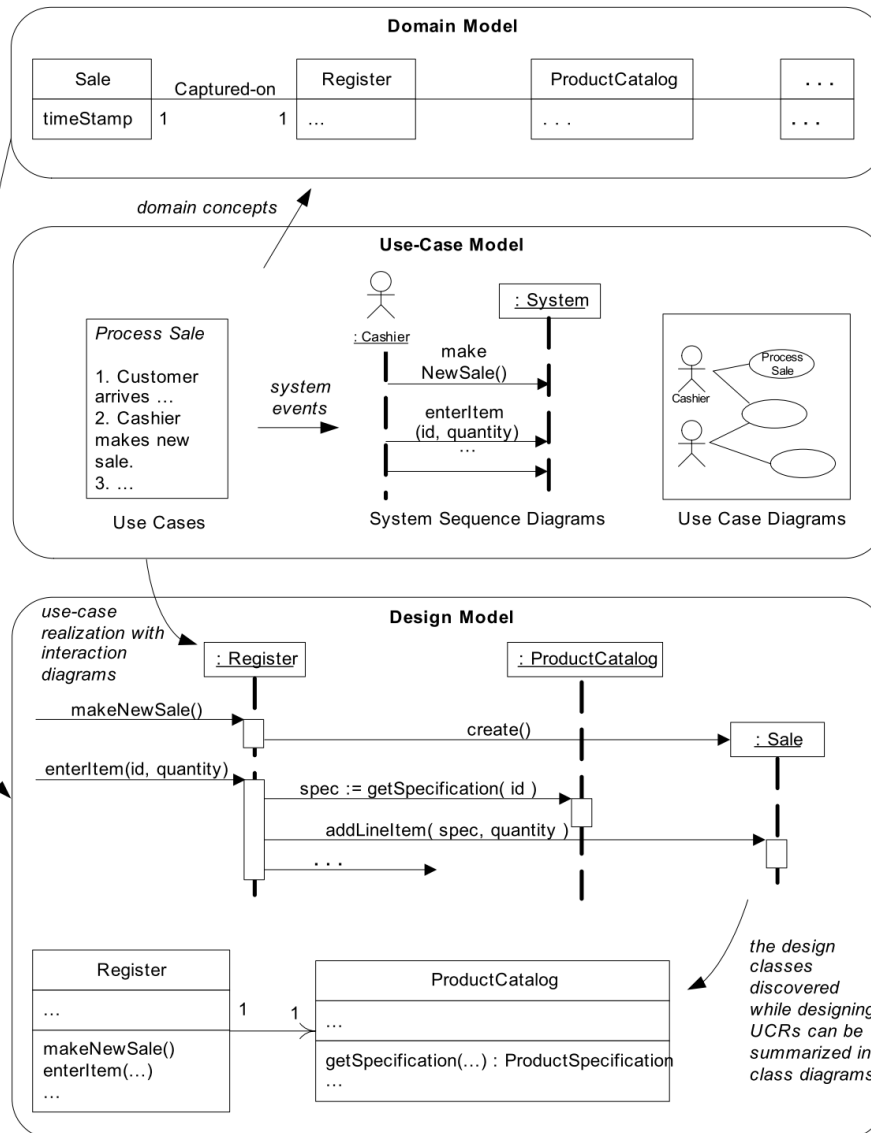 Domain Model
Sale
Captured-on
Register
ProductCatalog
. . .
timeStamp
1
1
...
. . .
. . .
domain concepts
Use-Case Model
Process Sale
1. Customer
arrives ...
2. Cashier
makes new
sale.
3. ...
system
events
: Cashier
: System
make
NewSale()
enterItem
(id, quantity)
...
Cashier
Process
Sale
Use Cases
System Sequence Diagrams
Use Case Diagrams
Design Model
use-case
realization with
interaction
diagrams
: Register
: ProductCatalog
makeNewSale()
create()
: Sale
enterItem(id, quantity)
spec := getSpecification( id )
addLineItem( spec, quantity )
. . .
Register
...
makeNewSale()
enterItem(...)
...
1
1
ProductCatalog
...
getSpecification(...) : ProductSpecification
...
the design
classes
discovered
while designing
UCRs can be
summarized in
class diagrams